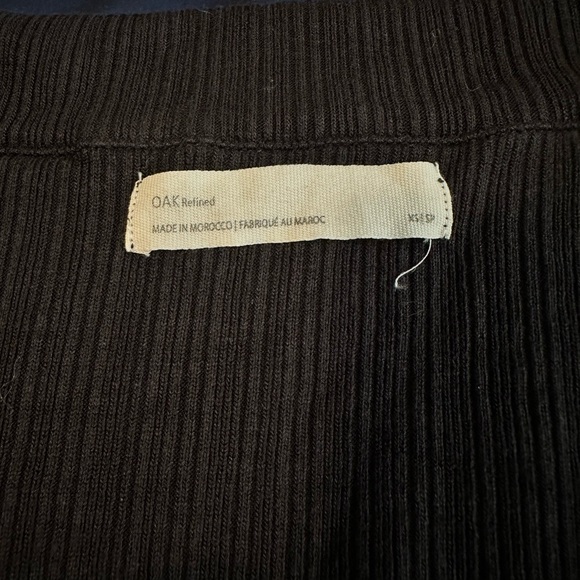 OAK Refined
MADE IN MOROCCO | FABRIQUÉ AU MAROC XS | SP